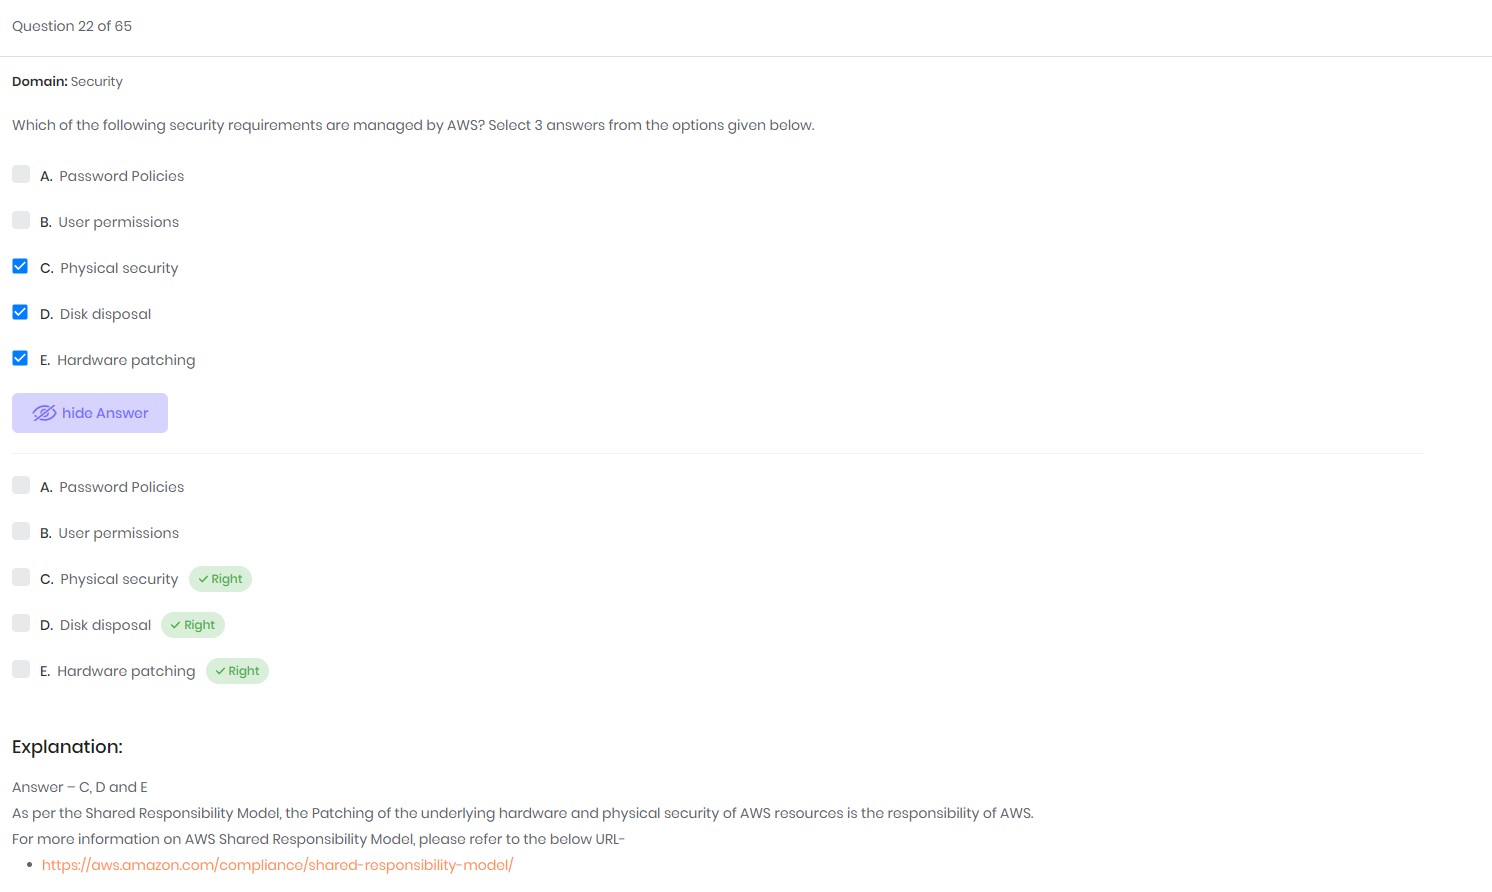 Question 22 of 65
Domain: Security
Which of the following security requirements are managed by AWS? Select 3 answers from the options given below.
A. Password Policies
B. User permissions
C. Physical security
D. Disk disposal
E. Hardware patching
hide Answer
A. Password Policies
B. User permissions
C. Physical security Right
D. Disk disposal Right
E. Hardware patching Right
Explanation:
Answer – C, D and E
As per the Shared Responsibility Model, the Patching of the underlying hardware and physical security of AWS resources is the responsibility of AWS.
For more information on AWS Shared Responsibility Model, please refer to the below URL-
• https://aws.amazon.com/compliance/shared-responsibility-model/